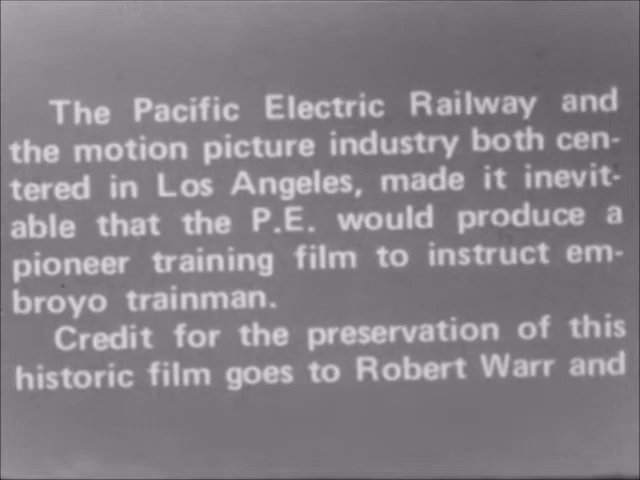 The Pacific Electric Railway and
the motion picture industry both cen-
tered in Los Angeles, made it inevit-
able that the P.E. would produce a
pioneer training film to instruct em-
broyo trainman.
Credit for the preservation of this
historic film goes to Robert Warr and